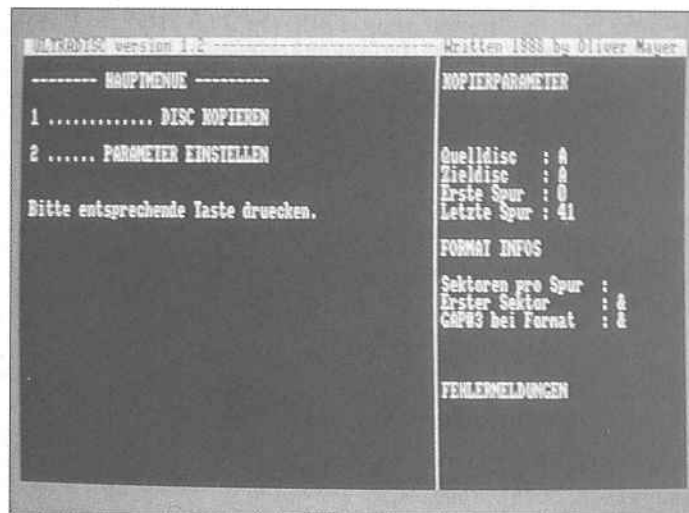 ULTRADISC version 1.2 ---------------------------- Written 1988 by Oliver Mayer
-------- HAUPTMENUE ---------
1 ............. DISC KOPIEREN
2 ...... PARAMETER EINSTELLEN
Bitte entsprechende Taste druecken.
KOPIERPARAMETER
Quelldisc : A
Zieldisc : A
Erste Spur : 0
Letzte Spur : 41
FORMAT INFOS
Sektoren pro Spur :
Erster Sektor : &
GAP#3 bei Format : &
FEHLERMELDUNGEN